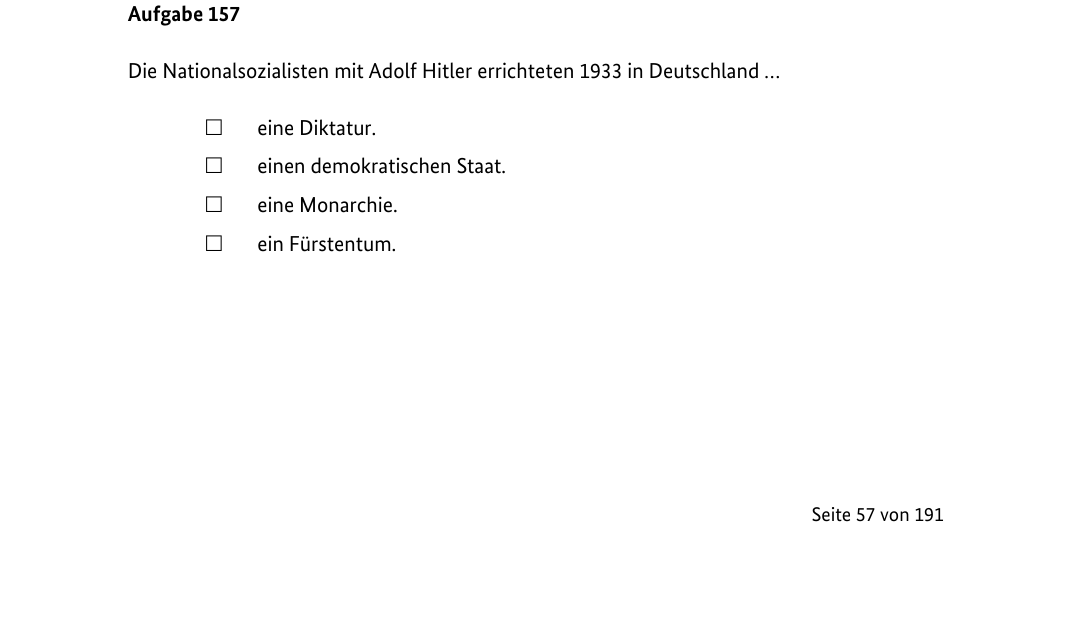 Aufgabe 157
Die Nationalsozialisten mit Adolf Hitler errichteten 1933 in Deutschland …
☐ eine Diktatur.
☐ einen demokratischen Staat.
☐ eine Monarchie.
☐ ein Fürstentum.
Seite 57 von 191